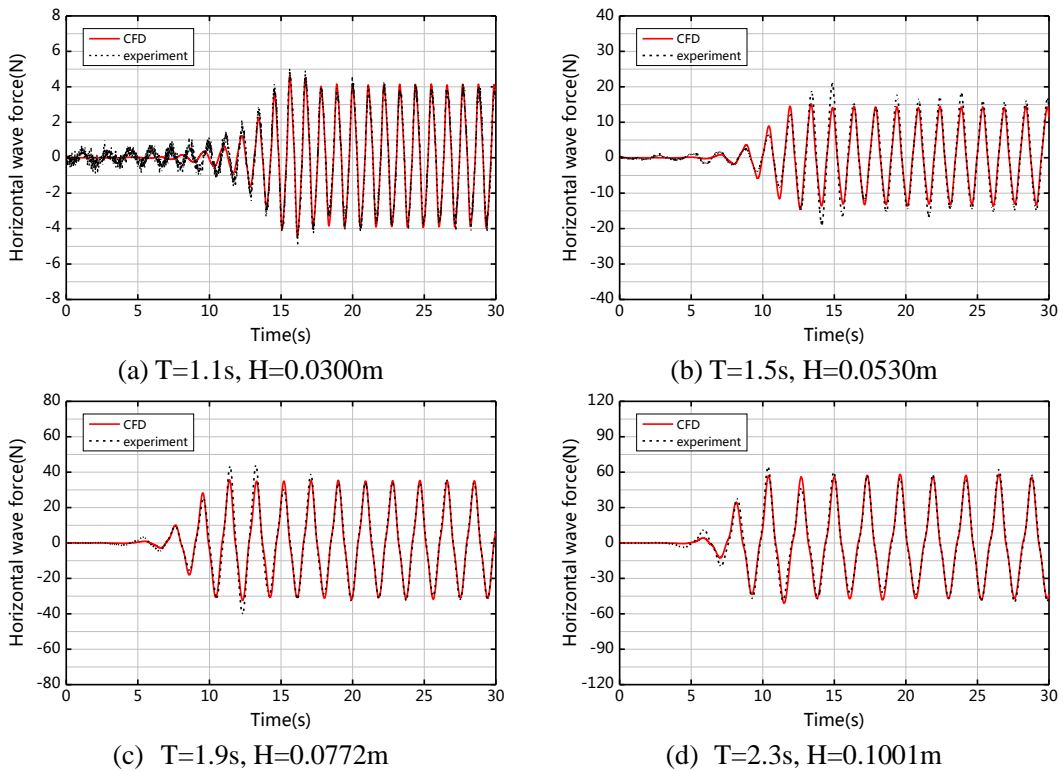 8
6
4
2
0
-2
-4
-6
-8
Horizontal wave force(N)
CFD
experiment
0 5 10 15 20 25 30
Time(s)
(a) T=1.1s, H=0.0300m
40
30
20
10
0
-10
-20
-30
-40
Horizontal wave force(N)
CFD
experiment
0 5 10 15 20 25 30
Time(s)
(b) T=1.5s, H=0.0530m
80
60
40
20
0
-20
-40
-60
-80
Horizontal wave force(N)
CFD
experiment
0 5 10 15 20 25 30
Time(s)
(c) T=1.9s, H=0.0772m
120
90
60
30
0
-30
-60
-90
-120
Horizontal wave force(N)
CFD
experiment
0 5 10 15 20 25 30
Time(s)
(d) T=2.3s, H=0.1001m